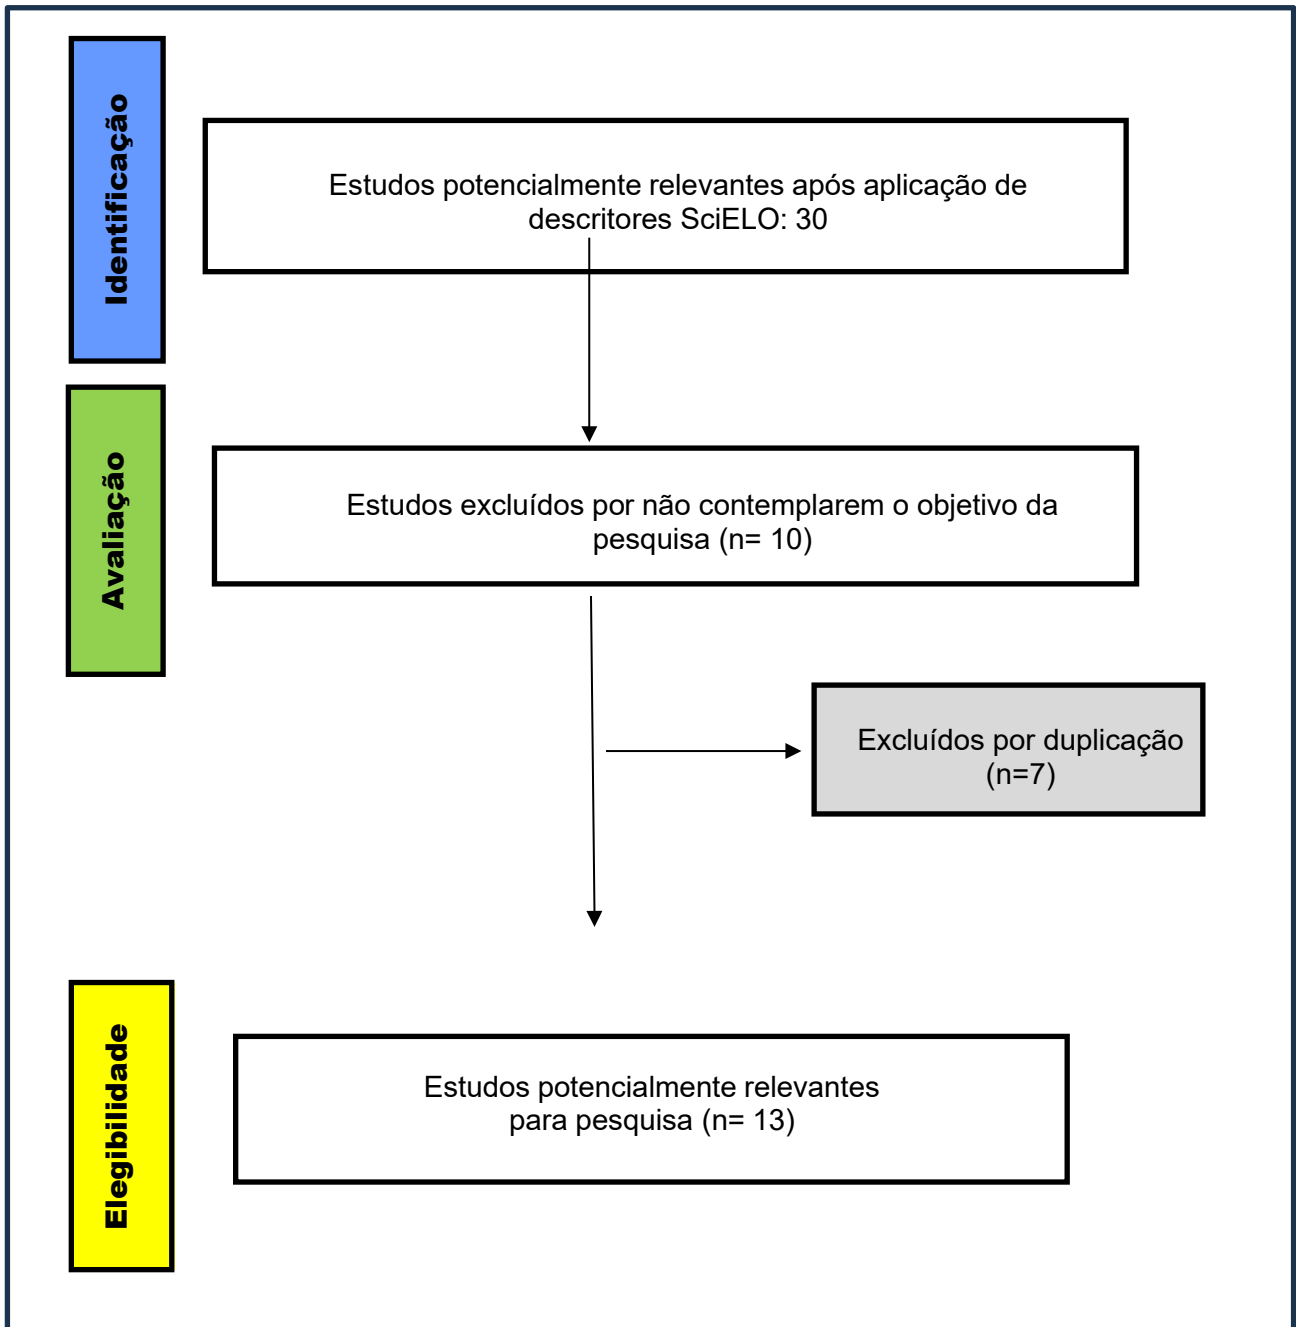 Identificação
Estudos potencialmente relevantes após aplicação de
descritores SciELO: 30
Avaliação
Estudos excluídos por não contemplarem o objetivo da
pesquisa (n= 10)
Excluídos por duplicação
(n=7)
Elegibilidade
Estudos potencialmente relevantes
para pesquisa (n= 13)